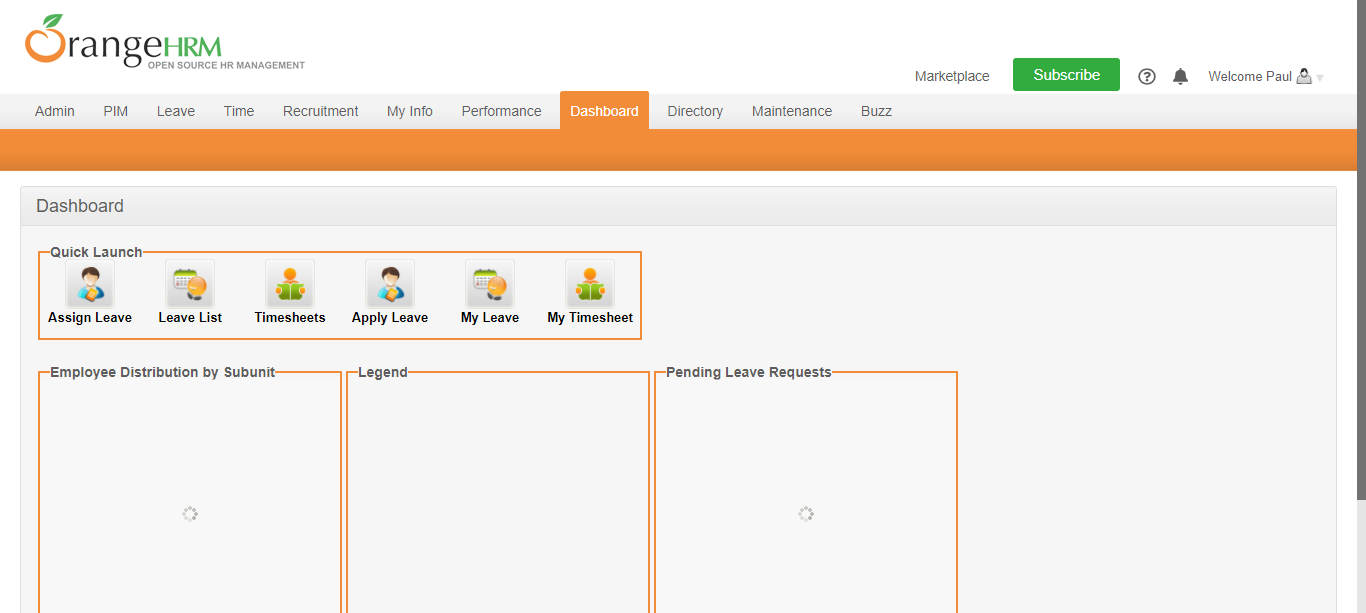 OrangeHRM
OPEN SOURCE HR MANAGEMENT
Marketplace Subscribe Welcome Paul
Admin PIM Leave Time Recruitment My Info Performance Dashboard Directory Maintenance Buzz
Dashboard
Quick Launch
Assign Leave Leave List Timesheets Apply Leave My Leave My Timesheet
Employee Distribution by Subunit Legend Pending Leave Requests